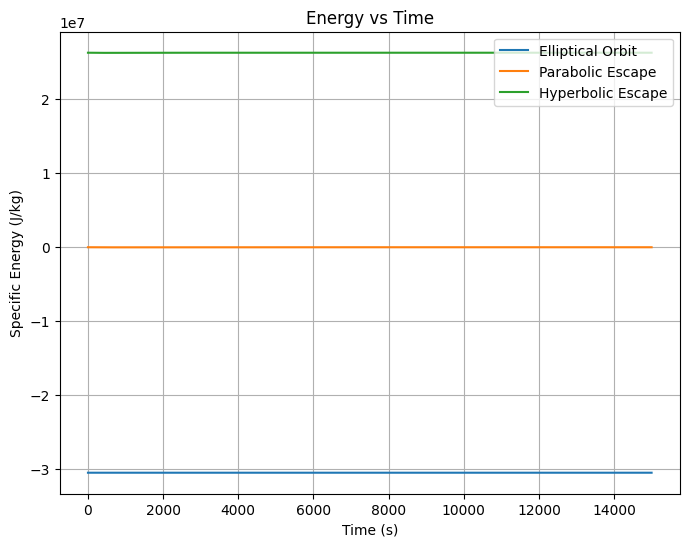 Energy vs Time
1e7
Elliptical Orbit
Parabolic Escape
Hyperbolic Escape
2
1
0
−1
−2
−3
Specific Energy (J/kg)
0 2000 4000 6000 8000 10000 12000 14000
Time (s)